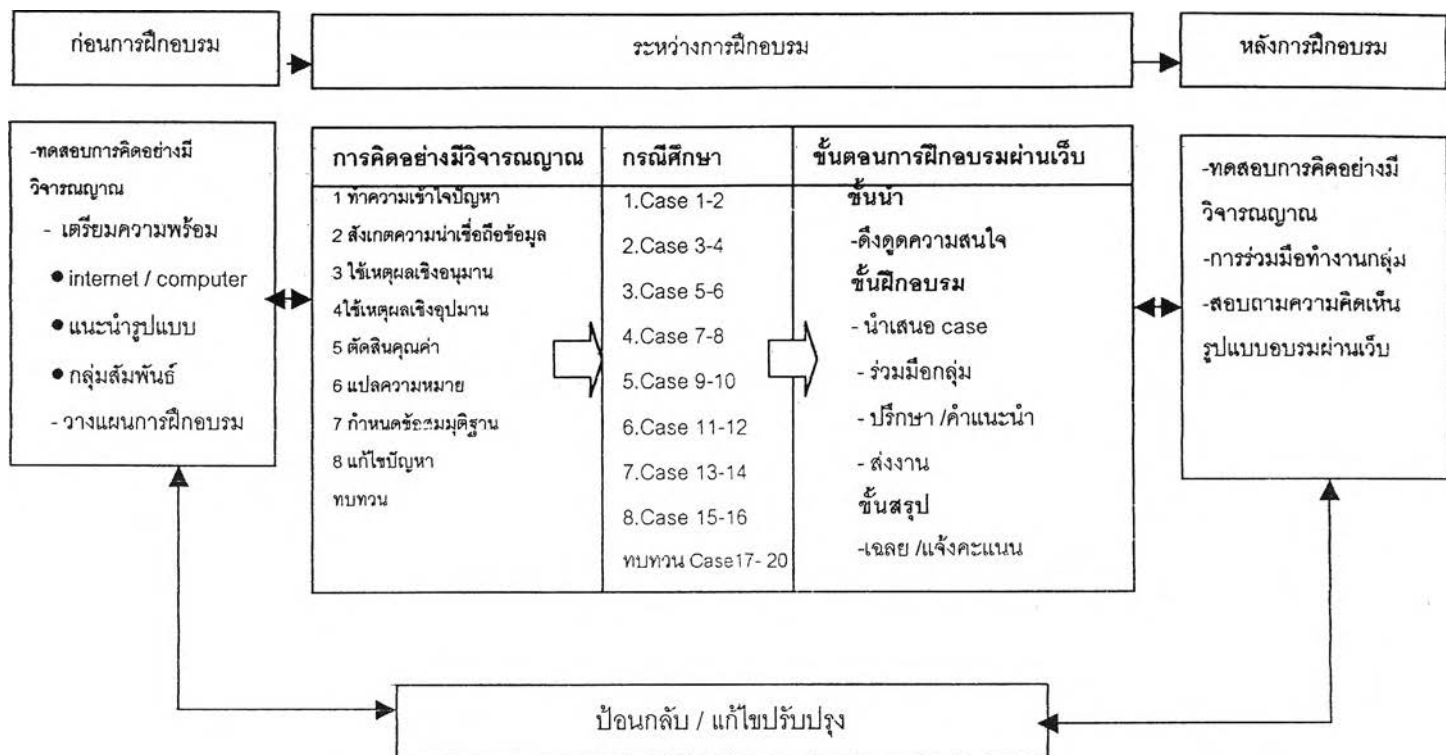 ก่อนการฝึกอบรม
ระหว่างการฝึกอบรม
หลังการฝึกอบรม
-ทดสอบการคิดอย่างมี
วิจารณญาณ
- เตรียมความพร้อม
● internet / computer
● แนะนำรูปแบบ
● กลุ่มสัมพันธ์
- วางแผนการฝึกอบรม
การคิดอย่างมีวิจารณญาณ
1 ทำความเข้าใจปัญหา
2 สังเกตความน่าเชื่อถือข้อมูล
3 ใช้เหตุผลเชิงอนุมาน
4ใช้เหตุผลเชิงอุปมาน
5 ตัดสินคุณค่า
6 แปลความหมาย
7 กำหนดข้อสมมุติฐาน
8 แก้ไขปัญหา
ทบทวน
กรณีศึกษา
1.Case 1-2
2.Case 3-4
3.Case 5-6
4.Case 7-8
5.Case 9-10
6.Case 11-12
7.Case 13-14
8.Case 15-16
ทบทวน Case17- 20
ขั้นตอนการฝึกอบรมผ่านเว็บ
ขั้นนำ
-ดึงดูดความสนใจ
ขั้นฝึกอบรม
- นำเสนอ case
- ร่วมมือกลุ่ม
- ปรึกษา /คำแนะนำ
- ส่งงาน
ขั้นสรุป
-เฉลย /แจ้งคะแนน
-ทดสอบการคิดอย่างมี
วิจารณญาณ
-การร่วมมือทำงานกลุ่ม
-สอบถามความคิดเห็น
รูปแบบอบรมผ่านเว็บ
ป้อนกลับ / แก้ไขปรับปรุง